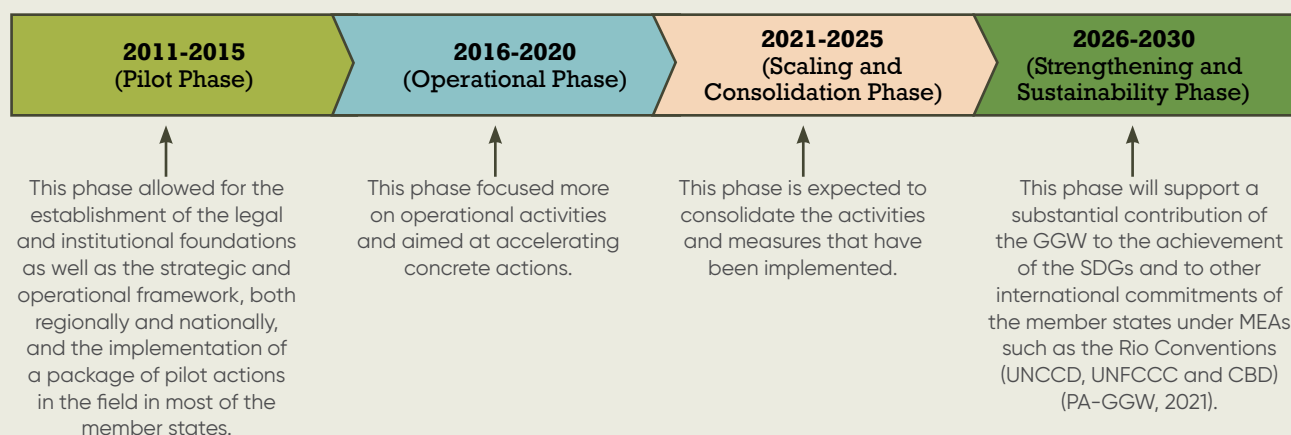 2011-2015
(Pilot Phase)
2016-2020
(Operational Phase)
2021-2025
(Scaling and
Consolidation Phase)
2026-2030
(Strengthening and
Sustainability Phase)
This phase allowed for the
establishment of the legal
and institutional foundations
as well as the strategic and
operational framework, both
regionally and nationally,
and the implementation of
a package of pilot actions
in the field in most of the
member states.
This phase focused more
on operational activities
and aimed at accelerating
concrete actions.
This phase is expected to
consolidate the activities
and measures that have
been implemented.
This phase will support a
substantial contribution of
the GGW to the achievement
of the SDGs and to other
international commitments of
the member states under MEAs
such as the Rio Conventions
(UNCCD, UNFCCC and CBD)
(PA-GGW, 2021).